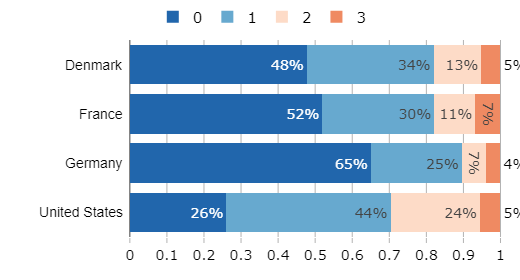 0 1 2 3
Denmark 48% 34% 13% 5%
France 52% 30% 11% 7%
Germany 65% 25% 7% 4%
United States 26% 44% 24% 5%
0 0.1 0.2 0.3 0.4 0.5 0.6 0.7 0.8 0.9 1